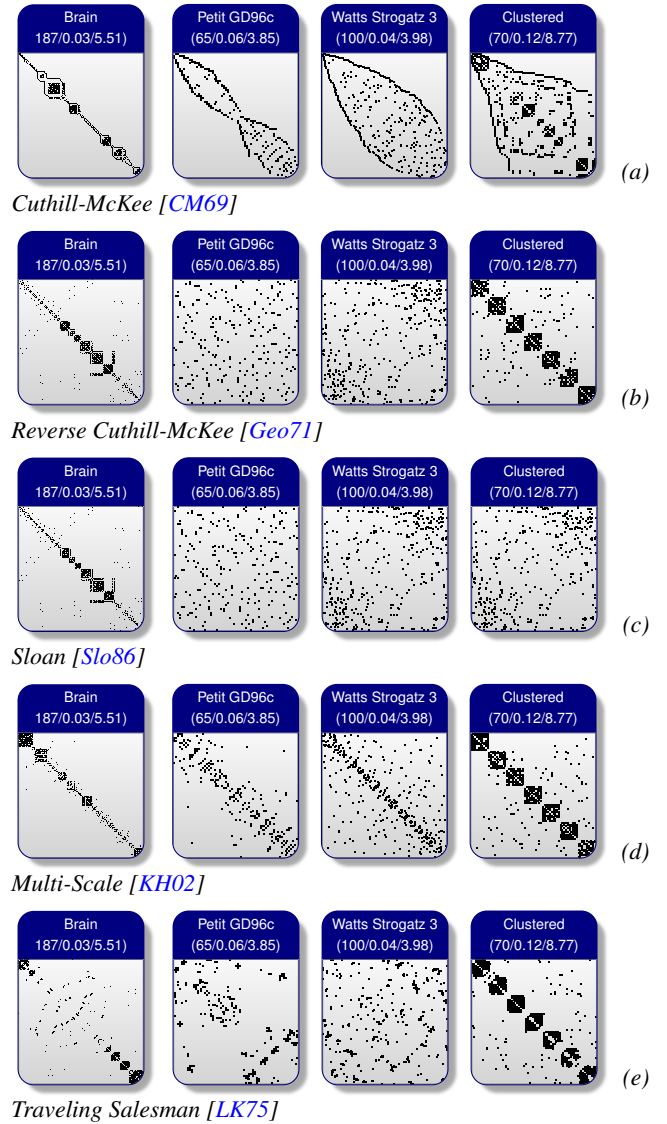 Brain Petit GD96c Watts Strogatz 3 Clustered
187/0.03/5.51) (65/0.06/3.85) (100/0.04/3.98) (70/0.12/8.77)
(a)
Cuthill-McKee [CM69]
Brain Petit GD96c Watts Strogatz 3 Clustered
187/0.03/5.51) (65/0.06/3.85) (100/0.04/3.98) (70/0.12/8.77)
(b)
Reverse Cuthill-McKee [Geo71]
Brain Petit GD96c Watts Strogatz 3 Clustered
187/0.03/5.51) (65/0.06/3.85) (100/0.04/3.98) (70/0.12/8.77)
(c)
Sloan [Slo86]
Brain Petit GD96c Watts Strogatz 3 Clustered
187/0.03/5.51) (65/0.06/3.85) (100/0.04/3.98) (70/0.12/8.77)
(d)
Multi-Scale [KH02]
Brain Petit GD96c Watts Strogatz 3 Clustered
187/0.03/5.51) (65/0.06/3.85) (100/0.04/3.98) (70/0.12/8.77)
(e)
Traveling Salesman [LK75]